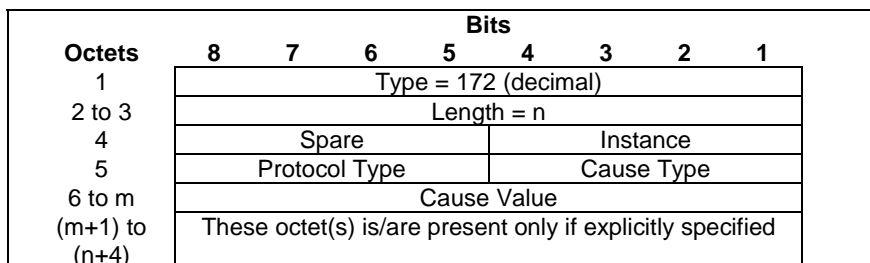 Bits
Octets 8 7 6 5 4 3 2 1
1 Type = 172 (decimal)
2 to 3 Length = n
4 Spare Instance
5 Protocol Type Cause Type
6 to m Cause Value
(m+1) to These octet(s) is/are present only if explicitly specified
(n+4)